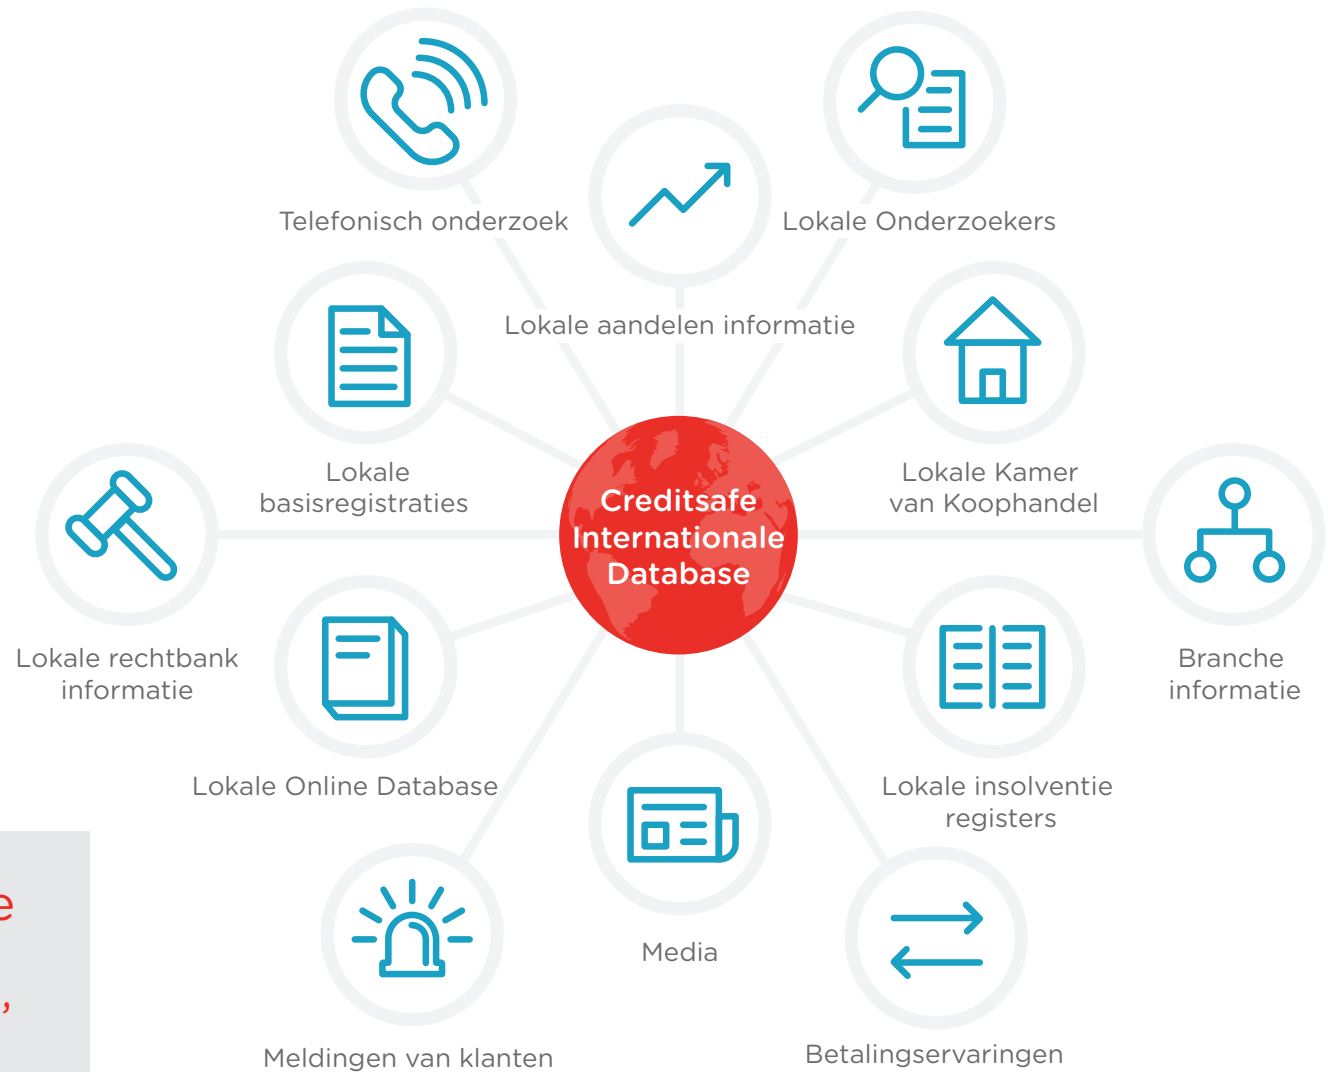 Telefonisch onderzoek
Lokale Onderzoekers
Lokale aandelen informatie
Lokale
basisregistraties
Lokale Kamer
van Koophandel
Creditsafe
Internationale
Database
Lokale rechtbank
informatie
Branche
informatie
Lokale Online Database
Lokale insolventie
registers
e
,
Media
Meldingen van klanten
Betalingservaringen